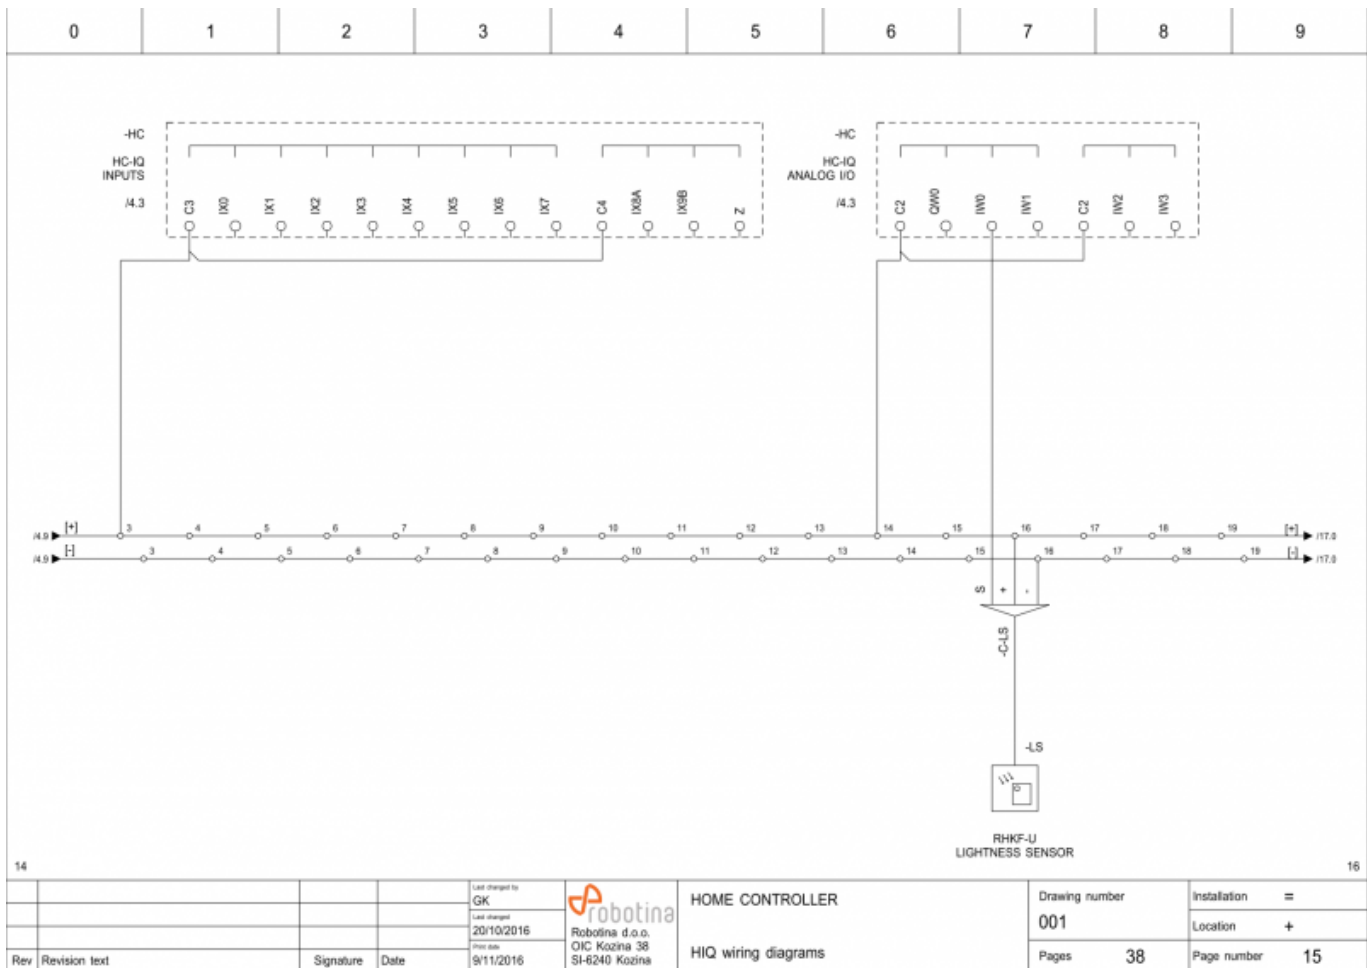 0 1 2 3 4 5 6 7 8 9
-HC
HC-IQ
INPUTS
/4.3
C3 IX0 IX1 IX2 IX3 IX4 IX5 IX6 IX7 C4 IX8A IX9B Z
-HC
HC-IQ
ANALOG I/O
/4.3
C2 QW0 IW0 IW1 C2 IW2 IW3
/4.9 [+] 3 4 5 6 7 8 9 10 11 12 13 14 15 16 17 18 19 [+] /17.0
/4.9 [-] 3 4 5 6 7 8 9 10 11 12 13 14 15 16 17 18 19 [-] /17.0
S + -
-C-LS
-LS
RHKF-U
LIGHTNESS SENSOR
14 16
Rev Revision text Signature Date
Last changed by
GK
Last changed
20/10/2016
Print date
9/11/2016
robotina
Robotina d.o.o.
OIC Kozina 38
SI-6240 Kozina
HOME CONTROLLER
HIQ wiring diagrams
Drawing number
001
Pages 38
Installation =
Location +
Page number 15